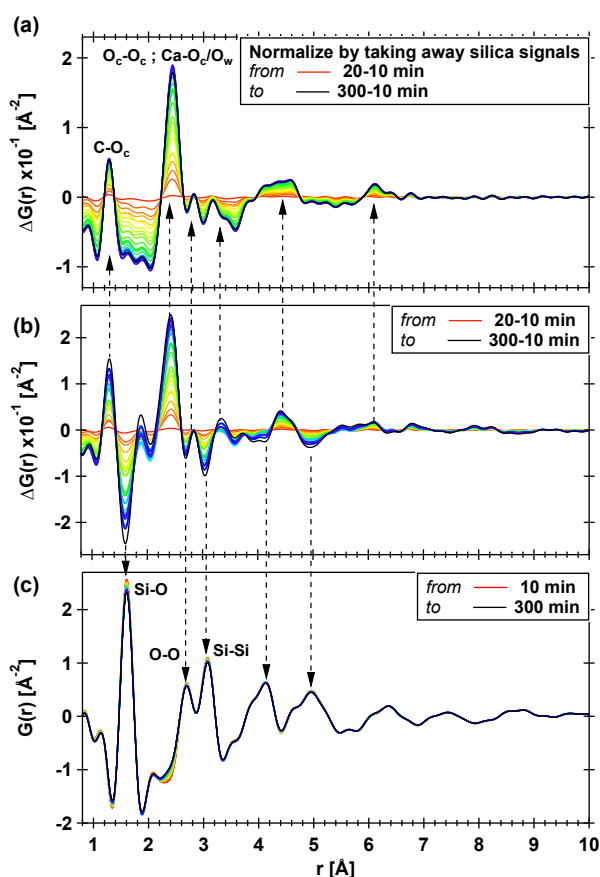 (a)
O_c-O_c ; Ca-O_c/O_w
Normalize by taking away silica signals
from 20-10 min
to 300-10 min
C-O_c
2
1
0
-1
ΔG(r) x10^-1 [Å^-2]
(b)
from 20-10 min
to 300-10 min
2
1
0
-1
-2
ΔG(r) x10^-1 [Å^-2]
(c)
from 10 min
to 300 min
Si-O
O-O
Si-Si
2
1
0
-1
-2
G(r) [Å^-2]
1 2 3 4 5 6 7 8 9 10
r [Å]